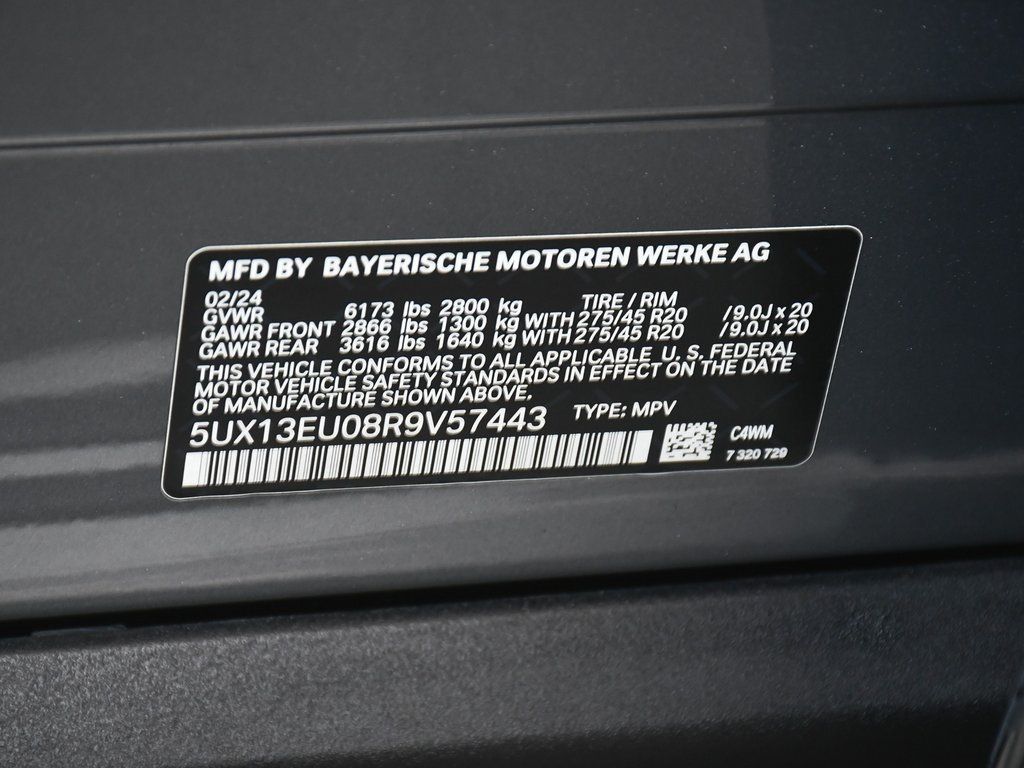 MFD BY BAYERISCHE MOTOREN WERKE AG
02/24 TIRE / RIM
GVWR 6173 lbs 2800 kg
GAWR FRONT 2866 lbs 1300 kg WITH 275/45 R20 /9.0J x 20
GAWR REAR 3616 lbs 1640 kg WITH 275/45 R20 /9.0J x 20
THIS VEHICLE CONFORMS TO ALL APPLICABLE U. S. FEDERAL
MOTOR VEHICLE SAFETY STANDARDS IN EFFECT ON THE DATE
OF MANUFACTURE SHOWN ABOVE.
5UX13EU08R9V57443 TYPE: MPV
C4WM
7 320 729